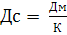 Дс = Дм/К